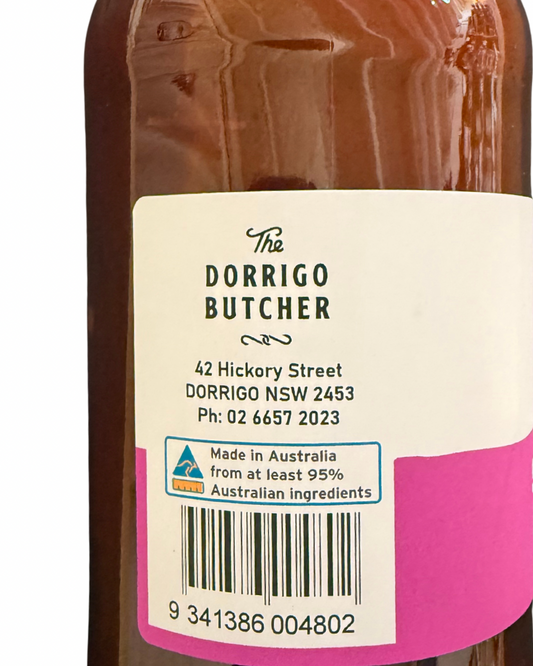 The
DORRIGO
BUTCHER
42 Hickory Street
DORRIGO NSW 2453
Ph: 02 6657 2023
Made in Australia
from at least 95%
Australian ingredients
9 341386 004802